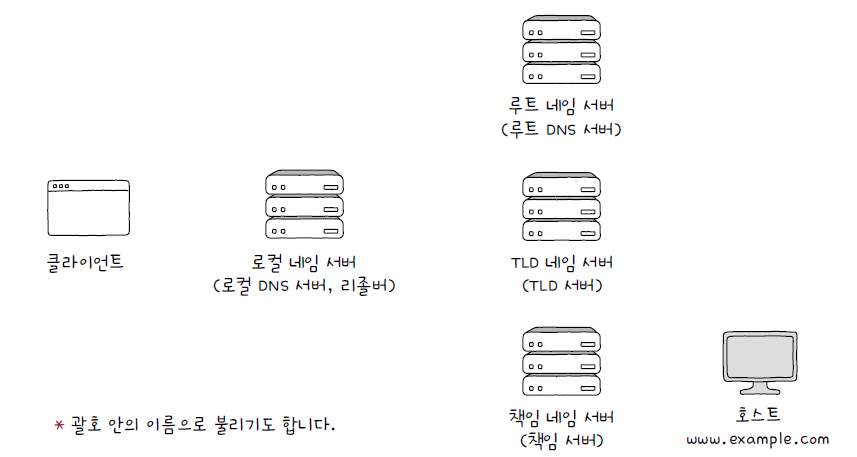 루트 네임 서버
(루트 DNS 서버)
클라이언트
로컬 네임 서버
(로컬 DNS 서버, 리졸버)
TLD 네임 서버
(TLD 서버)
책임 네임 서버
(책임 서버)
호스트
www.example.com
* 괄호 안의 이름으로 불리기도 합니다.